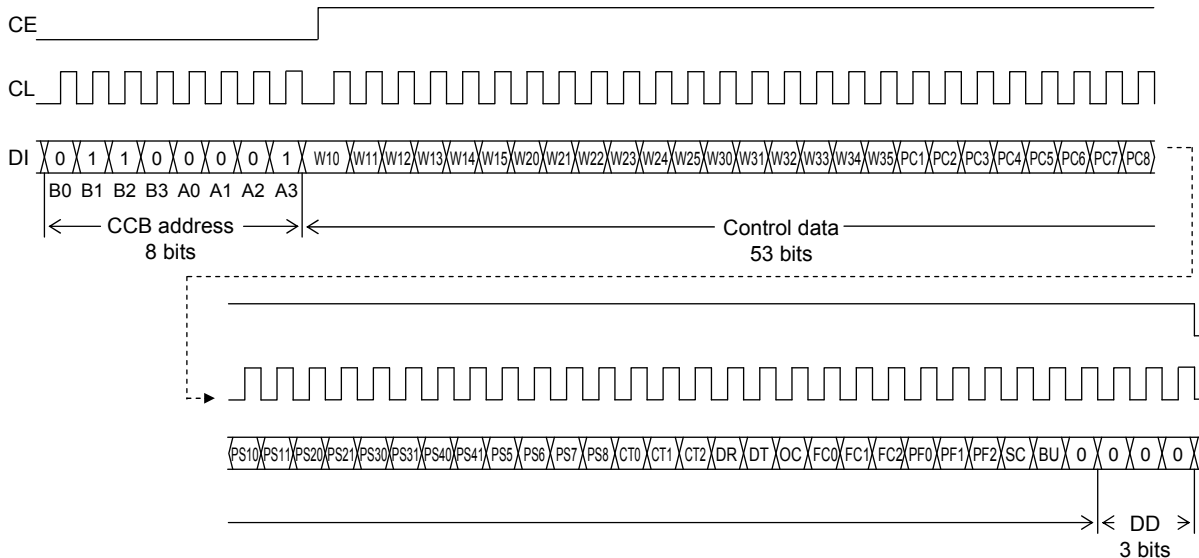 CE
CL
DI 0 1 1 0 0 0 0 1 W10 W11 W12 W13 W14 W15 W20 W21 W22 W23 W24 W25 W30 W31 W32 W33 W34 W35 PC1 PC2 PC3 PC4 PC5 PC6 PC7 PC8
B0 B1 B2 B3 A0 A1 A2 A3
CCB address Control data
8 bits 53 bits
PS10 PS11 PS20 PS21 PS30 PS31 PS40 PS41 PS5 PS6 PS7 PS8 CT0 CT1 CT2 DR DT OC FC0 FC1 FC2 PF0 PF1 PF2 SC BU 0 0 0 0
DD
3 bits